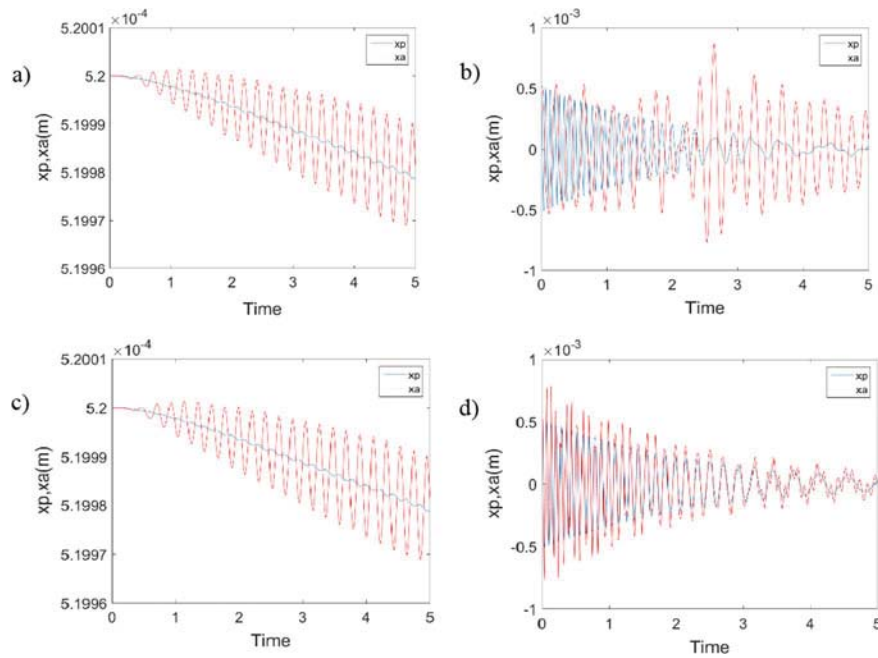 a)
×10⁻⁴
5.2001
5.2
5.1999
5.1998
5.1997
5.1996
xp,xa(m)
0 1 2 3 4 5
Time
xp
xa
b)
×10⁻³
1
0.5
0
-0.5
-1
xp,xa(m)
0 1 2 3 4 5
Time
xp
xa
c)
×10⁻⁴
5.2001
5.2
5.1999
5.1998
5.1997
5.1996
xp,xa(m)
0 1 2 3 4 5
Time
xp
xa
d)
×10⁻³
1
0.5
0
-0.5
-1
xp,xa(m)
0 1 2 3 4 5
Time
xp
xa